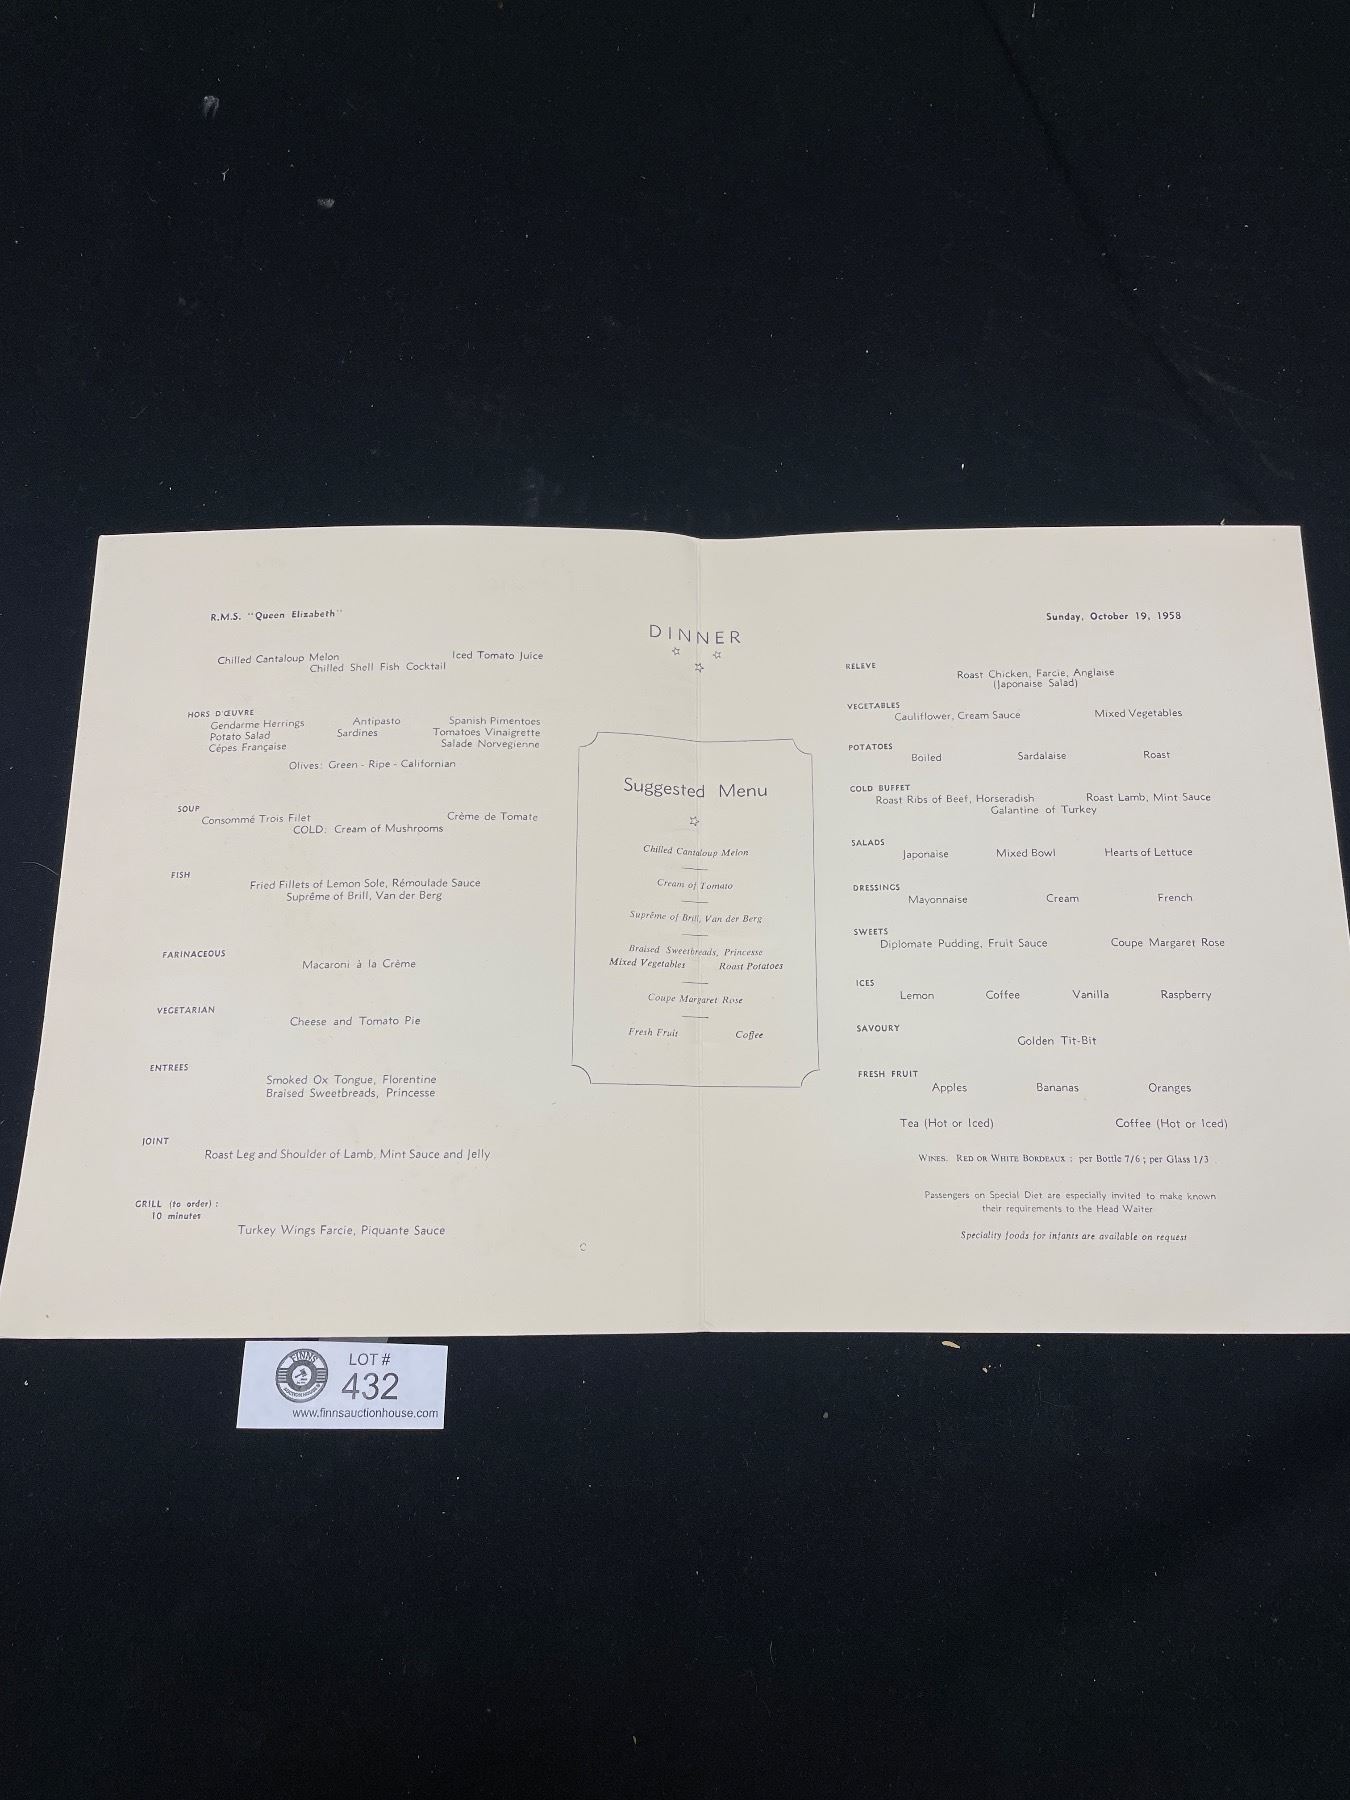 R.M.S. "Queen Elizabeth"
Chilled Cantaloup Melon Iced Tomato Juice
Chilled Shell Fish Cocktail
HORS D'ŒUVRE
Gendarme Herrings Antipasto Spanish Pimentoes
Potato Salad Sardines Tomatoes Vinaigrette
Cépes Française Salade Norvegienne
Olives: Green - Ripe - Californian
SOUP
Consommé Trois Filet Crème de Tomate
COLD: Cream of Mushrooms
FISH
Fried Fillets of Lemon Sole, Rémoulade Sauce
Suprême of Brill, Van der Berg
FARINACEOUS
Macaroni à la Crème
VEGETARIAN
Cheese and Tomato Pie
ENTREES
Smoked Ox Tongue, Florentine
Braised Sweetbreads, Princesse
JOINT
Roast Leg and Shoulder of Lamb, Mint Sauce and Jelly
GRILL (to order) :
10 minutes
Turkey Wings Farcie, Piquante Sauce
C
DINNER
Suggested Menu
Chilled Cantaloup Melon
Cream of Tomato
Suprême of Brill, Van der Berg
Braised Sweetbreads, Princesse
Mixed Vegetables Roast Potatoes
Coupe Margaret Rose
Fresh Fruit Coffee
Sunday, October 19, 1958
RELEVE
Roast Chicken, Farcie, Anglaise
(Japonaise Salad)
VEGETABLES
Cauliflower, Cream Sauce Mixed Vegetables
POTATOES
Boiled Sardalaise Roast
COLD BUFFET
Roast Ribs of Beef, Horseradish Roast Lamb, Mint Sauce
Galantine of Turkey
SALADS
Japonaise Mixed Bowl Hearts of Lettuce
DRESSINGS
Mayonnaise Cream French
SWEETS
Diplomate Pudding, Fruit Sauce Coupe Margaret Rose
ICES
Lemon Coffee Vanilla Raspberry
SAVOURY
Golden Tit-Bit
FRESH FRUIT
Apples Bananas Oranges
Tea (Hot or Iced) Coffee (Hot or Iced)
WINES. RED OR WHITE BORDEAUX : per Bottle 7/6 ; per Glass 1/3
Passengers on Special Diet are especially invited to make known
their requirements to the Head Waiter
Speciality foods for infants are available on request
FINNS
AUCTION HOUSE
LOT #
432
www.finnsauctionhouse.com